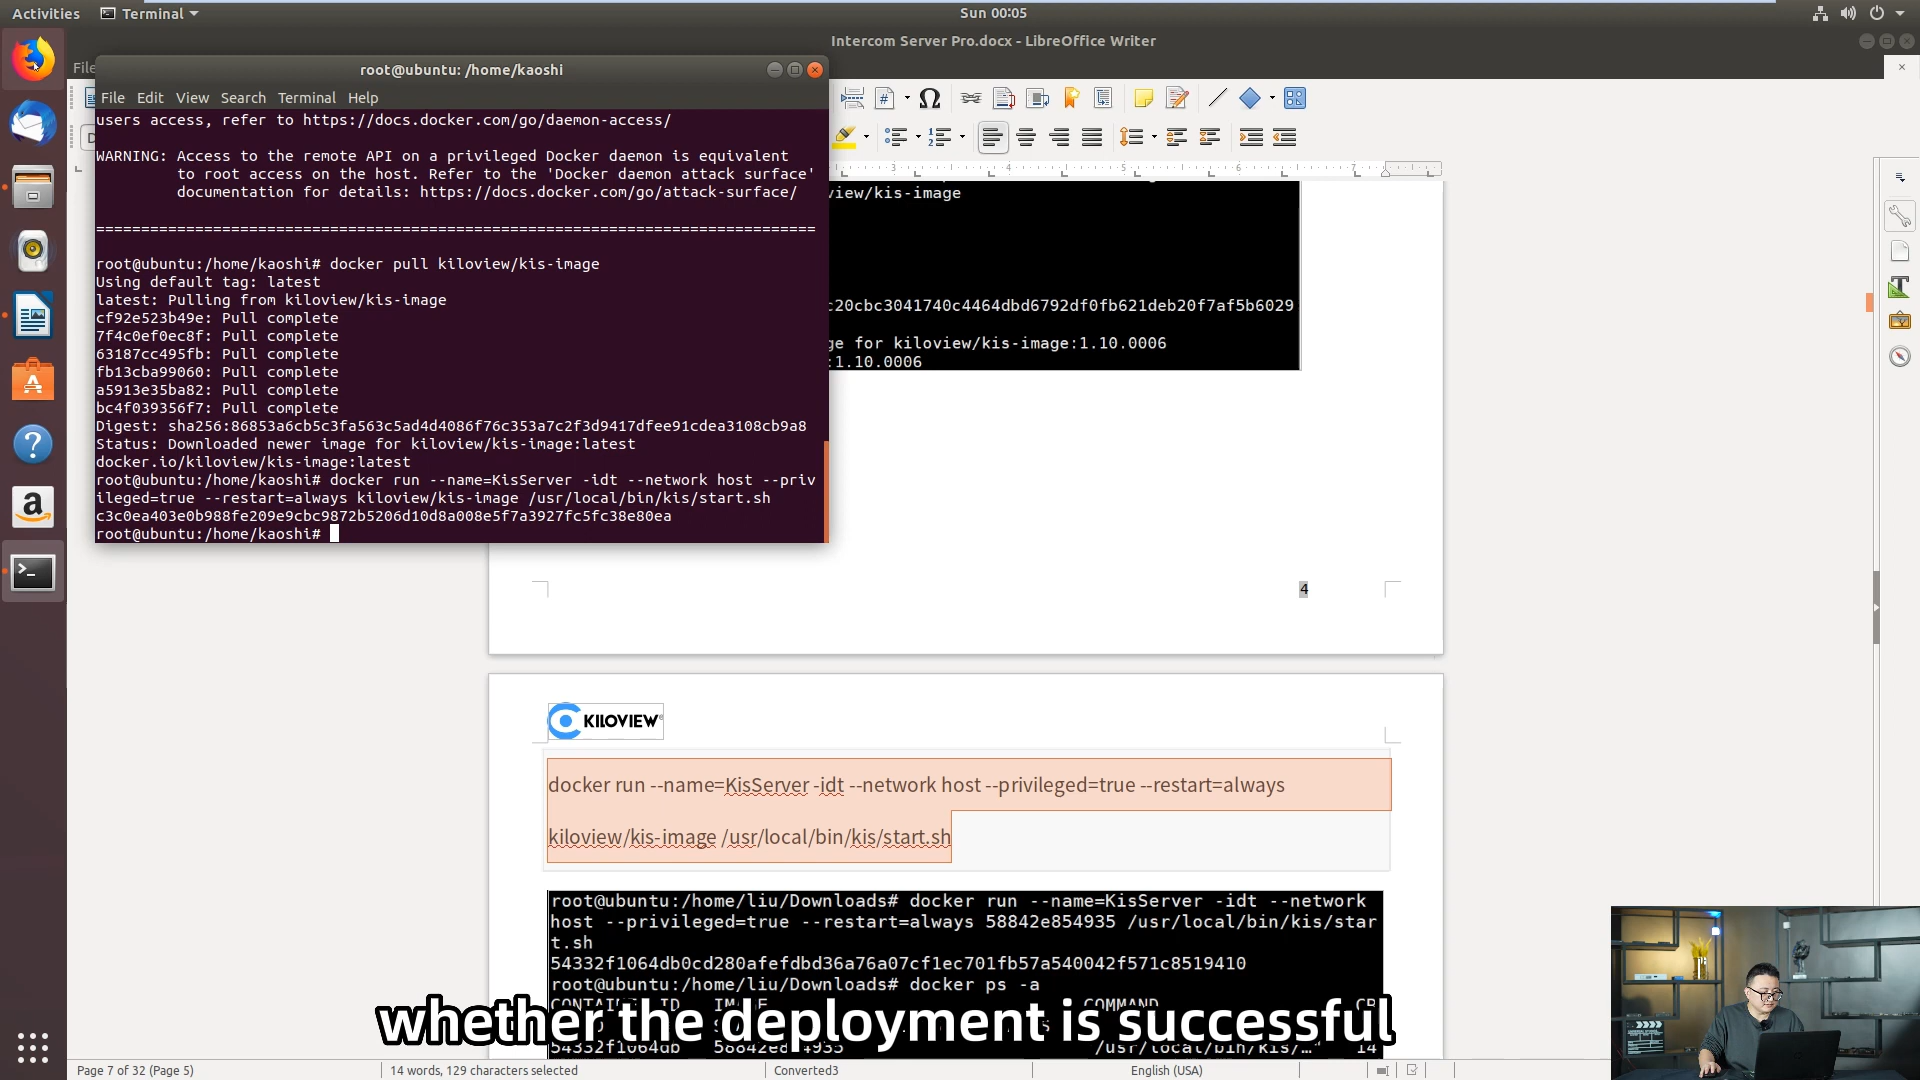 Activities
Terminal
Sun 00:05
Intercom Server Pro.docx - LibreOffice Writer
root@ubuntu: /home/kaoshi
File Edit View Search Terminal Help
users access, refer to https://docs.docker.com/go/daemon-access/
WARNING: Access to the remote API on a privileged Docker daemon is equivalent
to root access on the host. Refer to the 'Docker daemon attack surface'
documentation for details: https://docs.docker.com/go/attack-surface/
================================================================================
root@ubuntu:/home/kaoshi# docker pull kiloview/kis-image
Using default tag: latest
latest: Pulling from kiloview/kis-image
cf92e523b49e: Pull complete
7f4c0ef0ec8f: Pull complete
63187cc495fb: Pull complete
fb13cba99060: Pull complete
a5913e35ba82: Pull complete
bc4f039356f7: Pull complete
Digest: sha256:86853a6cb5c3fa563c5ad4d4086f76c353a7c2f3d9417dfee91cdea3108cb9a8
Status: Downloaded newer image for kiloview/kis-image:latest
docker.io/kiloview/kis-image:latest
root@ubuntu:/home/kaoshi# docker run --name=KisServer -idt --network host --priv
ileged=true --restart=always kiloview/kis-image /usr/local/bin/kis/start.sh
c3c0ea403e0b988fe209e9cbc9872b5206d10d8a008e5f7a3927fc5fc38e80ea
root@ubuntu:/home/kaoshi#
view/kis-image
c20cbc3041740c4464dbd6792df0fb621deb20f7af5b6029
ge for kiloview/kis-image:1.10.0006
:1.10.0006
4
KILOVIEW
docker run --name=KisServer -idt --network host --privileged=true --restart=always
kiloview/kis-image /usr/local/bin/kis/start.sh
root@ubuntu:/home/liu/Downloads# docker run --name=KisServer -idt --network
host --privileged=true --restart=always 58842e854935 /usr/local/bin/kis/star
t.sh
54332f1064db0cd280afefdbd36a76a07cf1ec701fb57a540042f571c8519410
root@ubuntu:/home/liu/Downloads# docker ps -a
whether the deployment is successful
Page 7 of 32 (Page 5)
14 words, 129 characters selected
Converted3
English (USA)